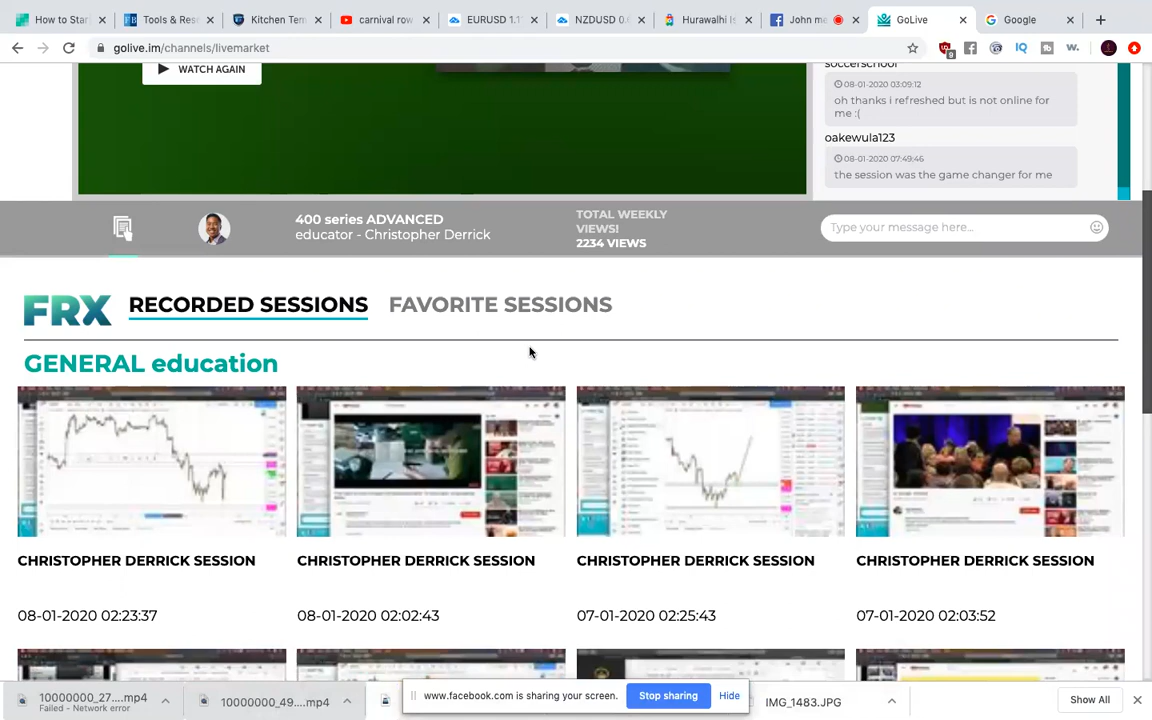 How to Star
Tools & Res
Kitchen Tem
carnival row
EURUSD 1.1
NZDUSD 0.
Hurawalhi Is
John me
GoLive
Google
golive.im/channels/livemarket
9
IQ
w.
WATCH AGAIN
soccerschool
08-01-2020 03:09:12
oh thanks i refreshed but is not online for
me :(
oakewula123
08-01-2020 07:49:46
the session was the game changer for me
400 series ADVANCED
educator - Christopher Derrick
TOTAL WEEKLY
VIEWS!
2234 VIEWS
Type your message here...
FRX
RECORDED SESSIONS
FAVORITE SESSIONS
GENERAL education
CHRISTOPHER DERRICK SESSION
CHRISTOPHER DERRICK SESSION
CHRISTOPHER DERRICK SESSION
CHRISTOPHER DERRICK SESSION
08-01-2020 02:23:37
08-01-2020 02:02:43
07-01-2020 02:25:43
07-01-2020 02:03:52
10000000_27....mp4
Failed - Network error
10000000_49....mp4
www.facebook.com is sharing your screen.
Stop sharing
Hide
IMG_1483.JPG
Show All